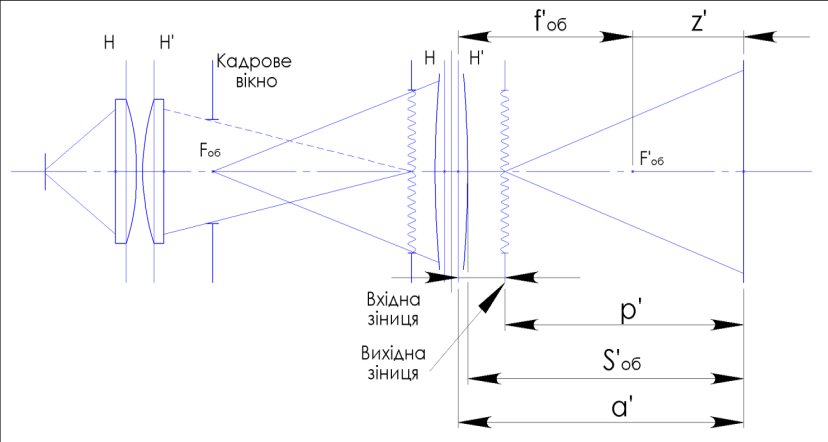 f'об
z'
H
H'
Кадрове
вікно
H
H'
Fоб
F'об
Вхідна
зіниця
Вихідна
зіниця
p'
S'об
a'